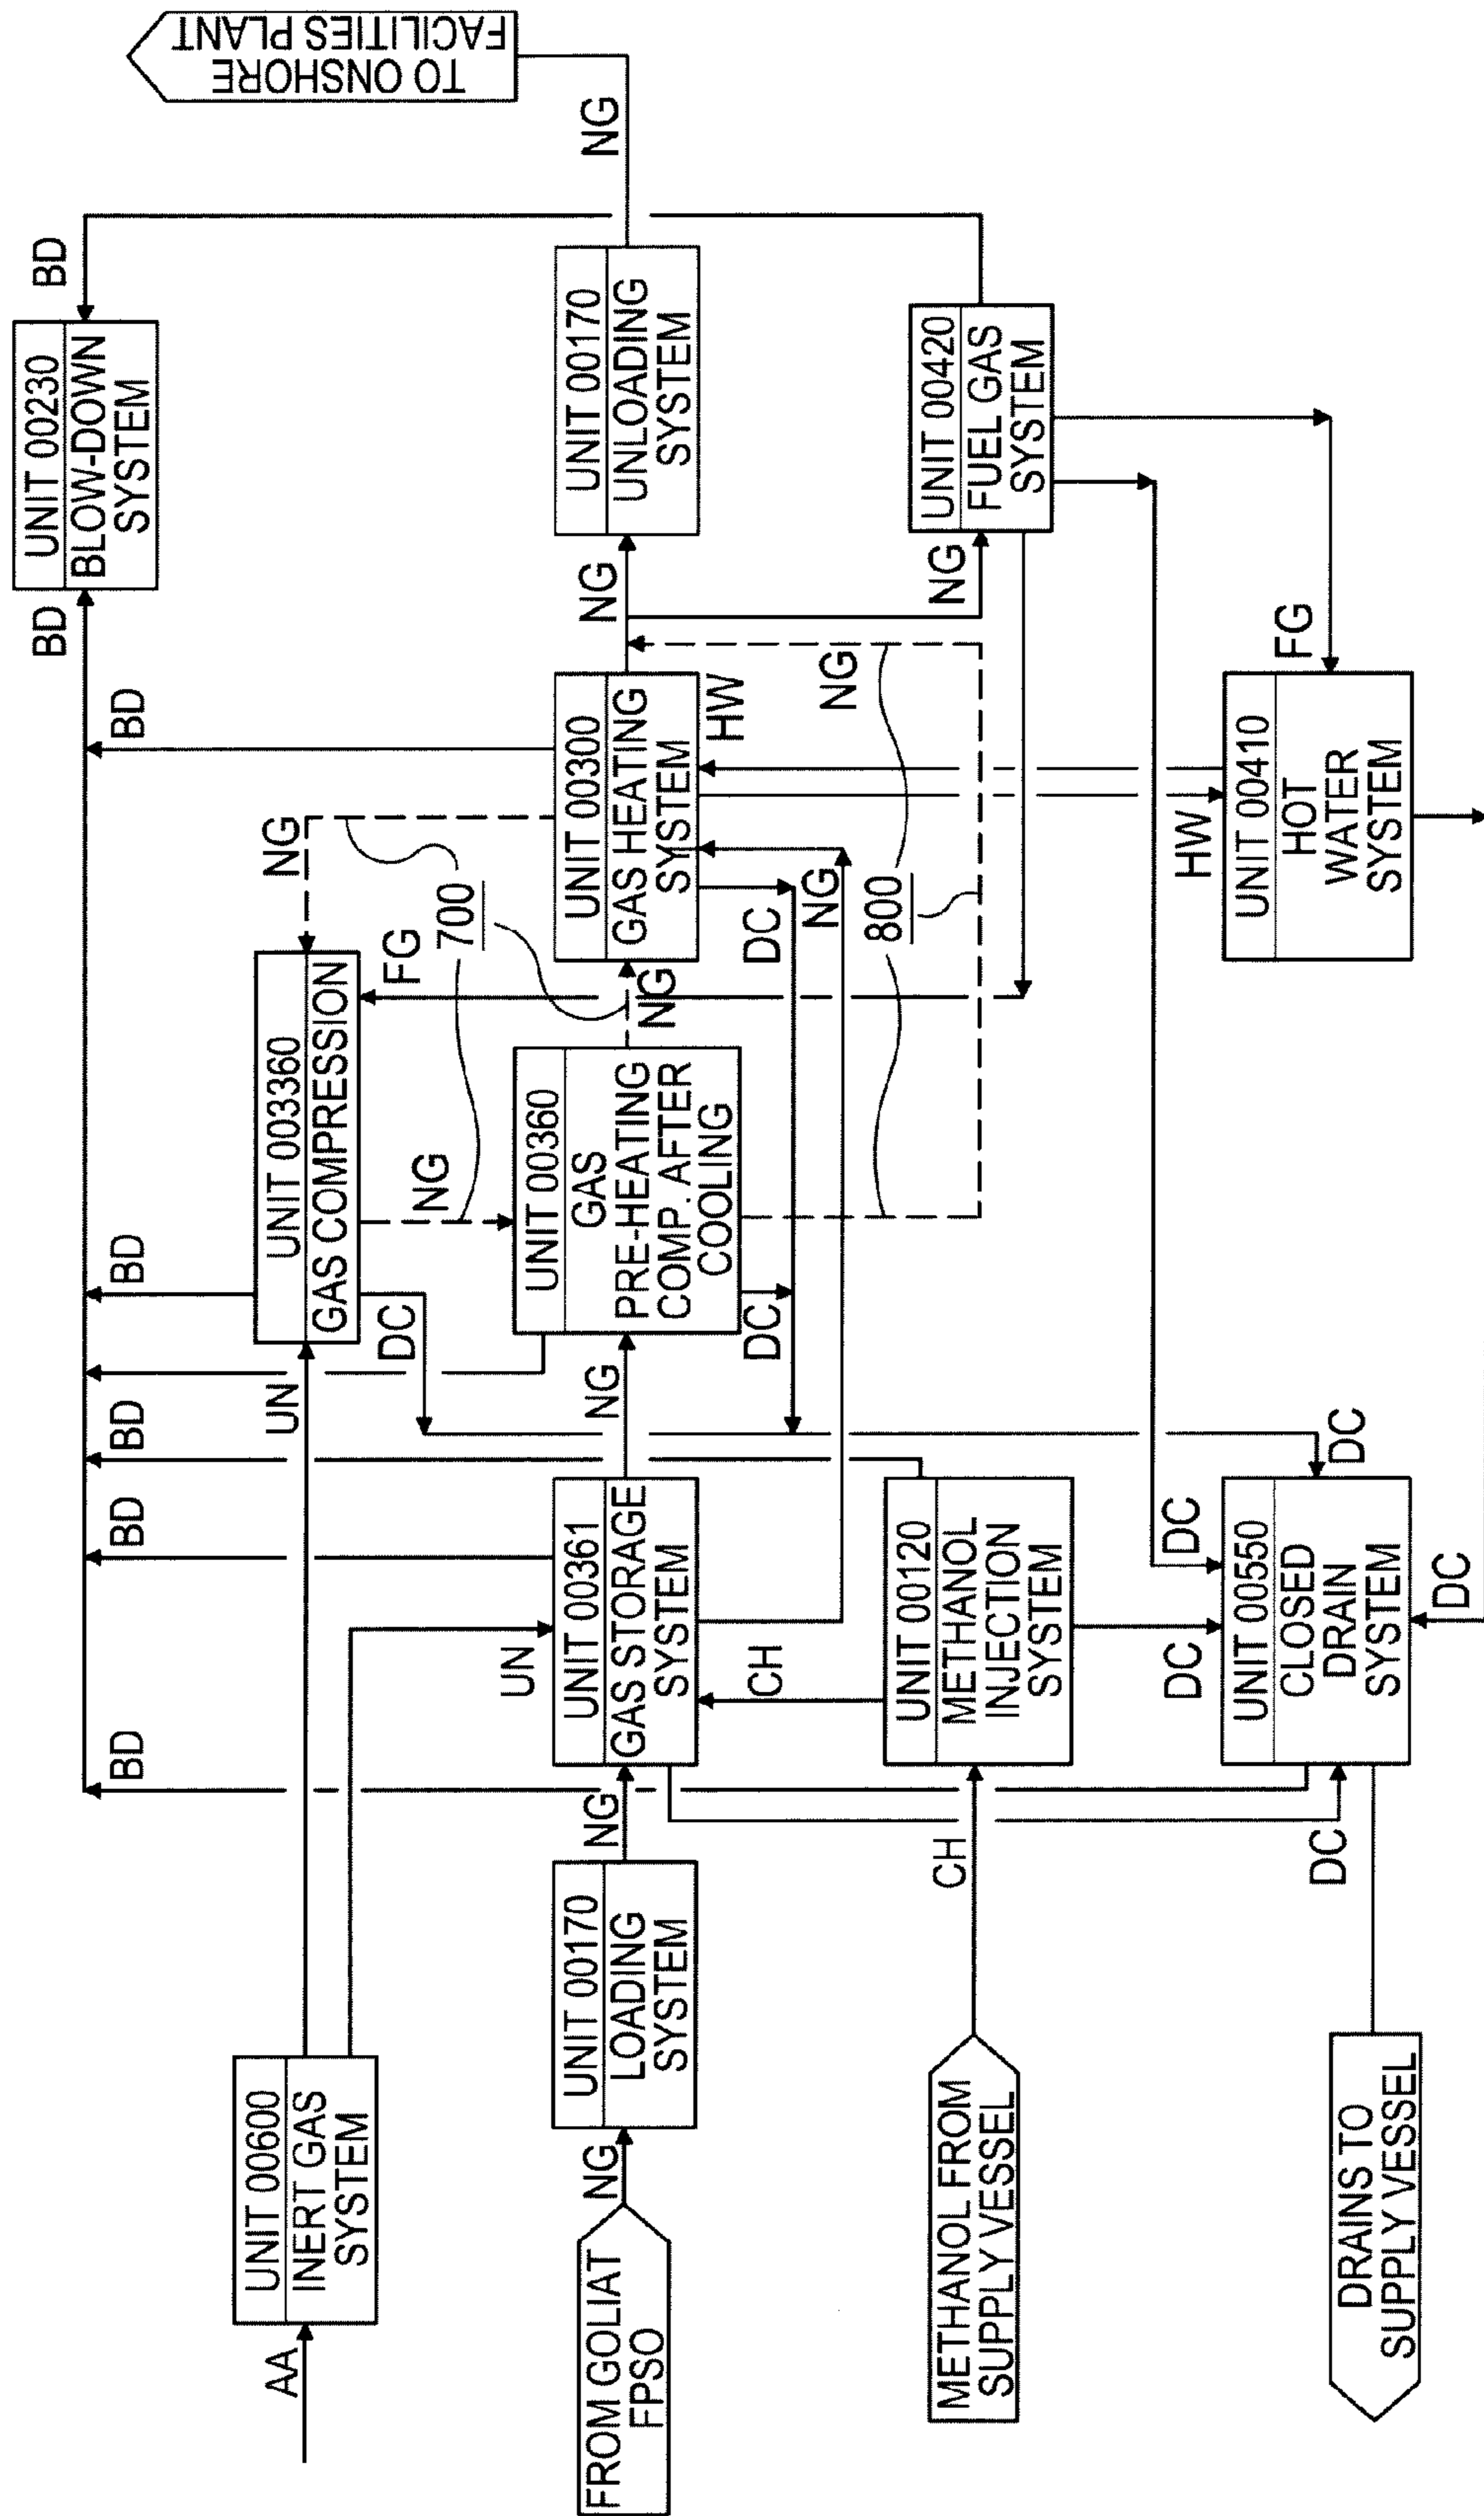 TO ONSHORE
FACILITIES PLANT
NG
BD
UNIT 00230
BLOW-DOWN
SYSTEM
BD
UNIT 00170
UNLOADING
SYSTEM
NG
UNIT 00420
FUEL GAS
SYSTEM
NG
FG
BD
NG
UNIT 00300
GAS HEATING
SYSTEM
HW
NG
700
DC
NG
800
HW
UNIT 00410
HOT
WATER
SYSTEM
UNIT 003360
GAS COMPRESSION
FG
NG
NG
BD
DC
UN
UNIT 00360
GAS
PRE-HEATING
COMP. AFTER
COOLING
DC
NG
BD
BD
UN
UNIT 00361
GAS STORAGE
SYSTEM
CH
UNIT 00120
METHANOL
INJECTION
SYSTEM
DC
DC
DC
UNIT 00550
CLOSED
DRAIN
SYSTEM
DC
BD
NG
CH
DC
UNIT 00170
LOADING
SYSTEM
UNIT 00600
INERT GAS
SYSTEM
AA
NG
FROM GOLIAT
FPSO
METHANOL FROM
SUPPLY VESSEL
DRAINS TO
SUPPLY VESSEL